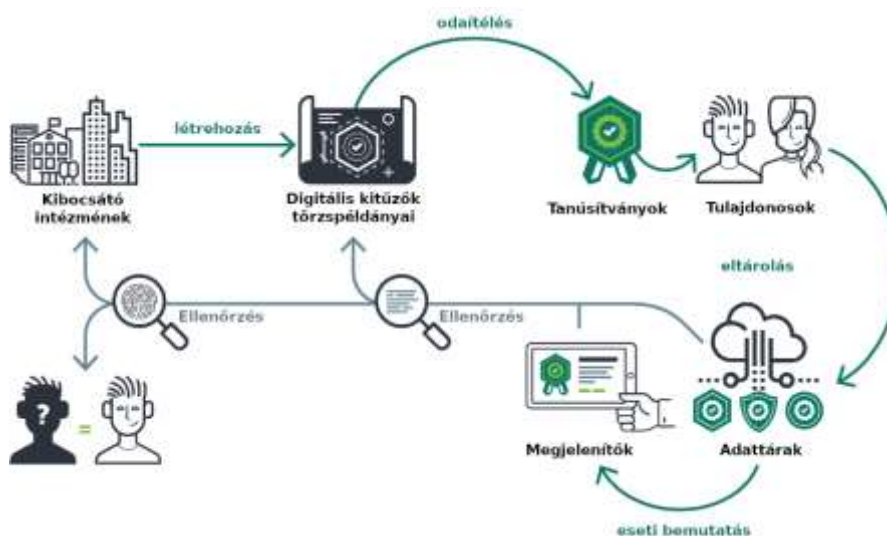 odaítélés
létrehozás
Kibocsátó
intézmének
Digitális kitűzők
törzspéldányai
Tanúsítványok
Tulajdonosok
eltárolás
Ellenőrzés
Ellenőrzés
?
=
Megjelenítők
Adattárak
eseti bemutatás